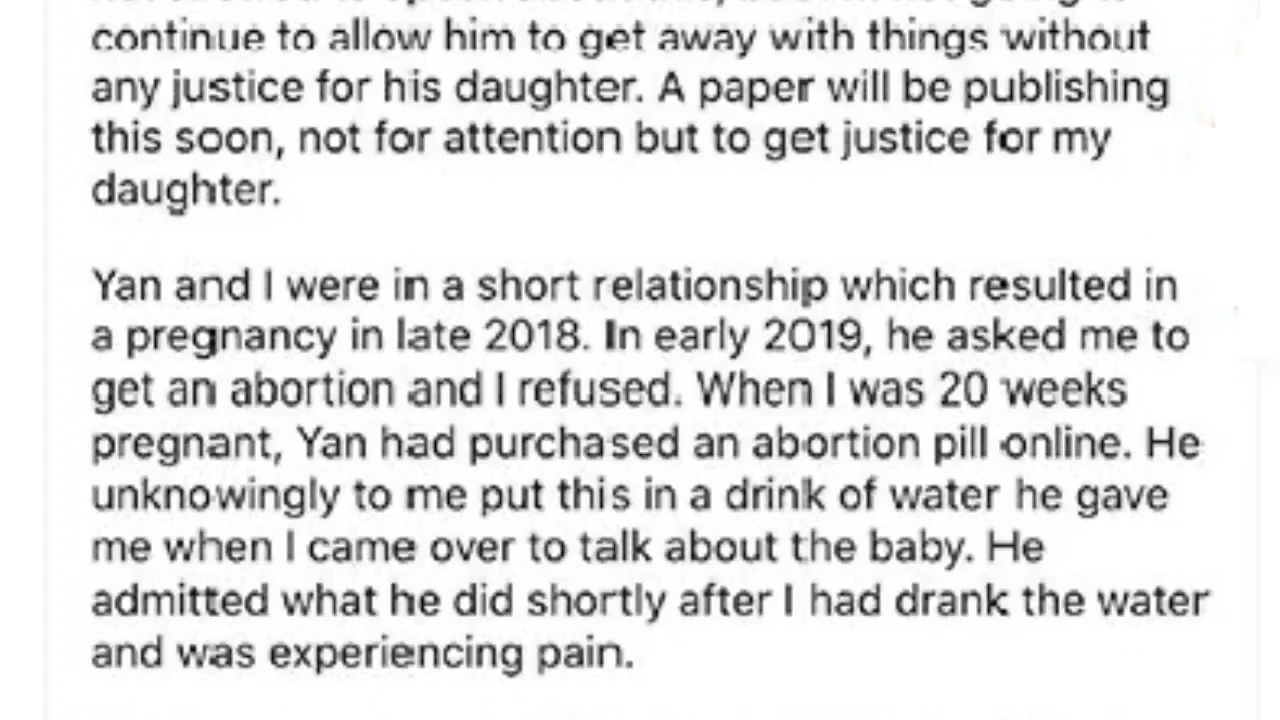 continue to allow him to get away with things without
any justice for his daughter. A paper will be publishing
this soon, not for attention but to get justice for my
daughter.
Yan and I were in a short relationship which resulted in
a pregnancy in late 2018. In early 2019, he asked me to
get an abortion and I refused. When I was 20 weeks
pregnant, Yan had purchased an abortion pill online. He
unknowingly to me put this in a drink of water he gave
me when I came over to talk about the baby. He
admitted what he did shortly after I had drank the water
and was experiencing pain.